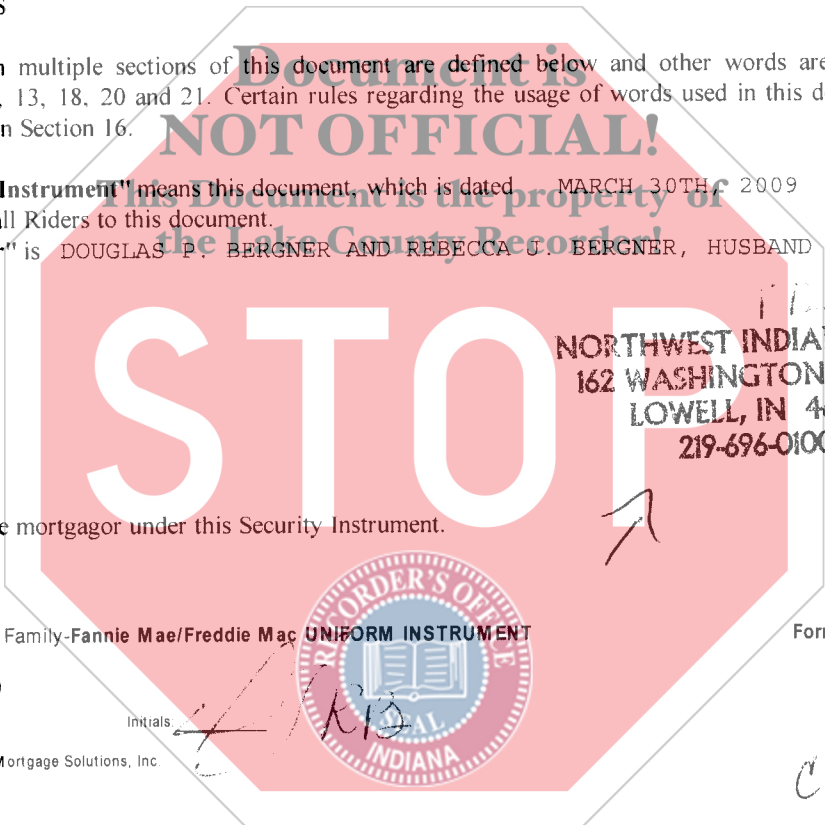 S
n multiple sections of this document are defined below and other words are
, 13, 18, 20 and 21. Certain rules regarding the usage of words used in this d
n Section 16.
Document is
NOT OFFICIAL!
This Document is the property of
the Lake County Recorder!
Instrument" means this document, which is dated MARCH 30TH, 2009
ll Riders to this document.
r" is DOUGLAS P. BERGNER AND REBECCA J. BERGNER, HUSBAND
STOP
NORTHWEST INDIA
162 WASHINGTON
LOWELL, IN 4
219-696-0100
e mortgagor under this Security Instrument.
RECORDER'S OFFICE
SEAL
INDIANA
Family-Fannie Mae/Freddie Mac UNIFORM INSTRUMENT
For
Initials:
Mortgage Solutions, Inc.
C